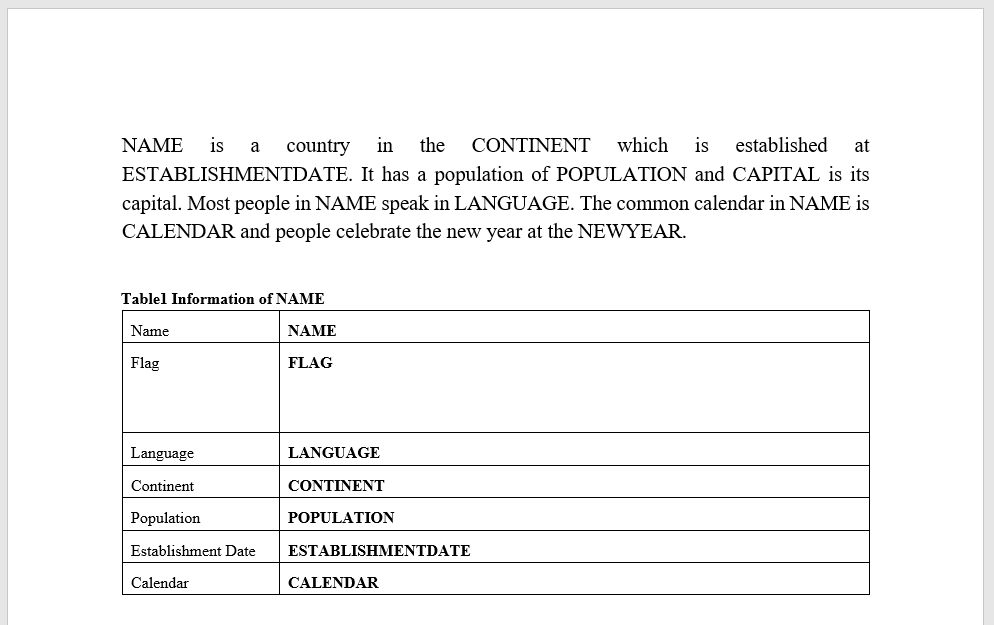 NAME is a country in the CONTINENT which is established at
ESTABLISHMENTDATE. It has a population of POPULATION and CAPITAL is its
capital. Most people in NAME speak in LANGUAGE. The common calendar in NAME is
CALENDAR and people celebrate the new year at the NEWYEAR.
Table1 Information of NAME
Name NAME
Flag FLAG
Language LANGUAGE
Continent CONTINENT
Population POPULATION
Establishment Date ESTABLISHMENTDATE
Calendar CALENDAR